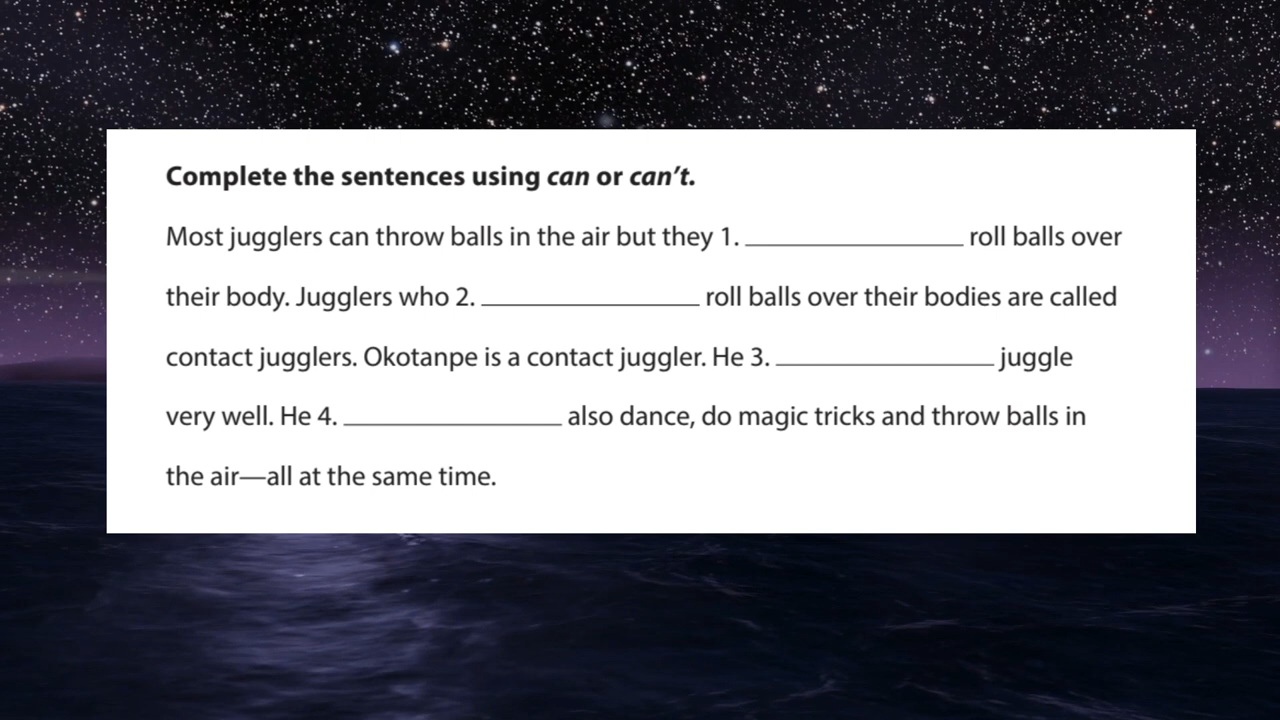 Complete the sentences using can or can’t.
Most jugglers can throw balls in the air but they 1. ________________ roll balls over
their body. Jugglers who 2. ________________ roll balls over their bodies are called
contact jugglers. Okotanpe is a contact juggler. He 3. ________________ juggle
very well. He 4. ________________ also dance, do magic tricks and throw balls in
the air—all at the same time.